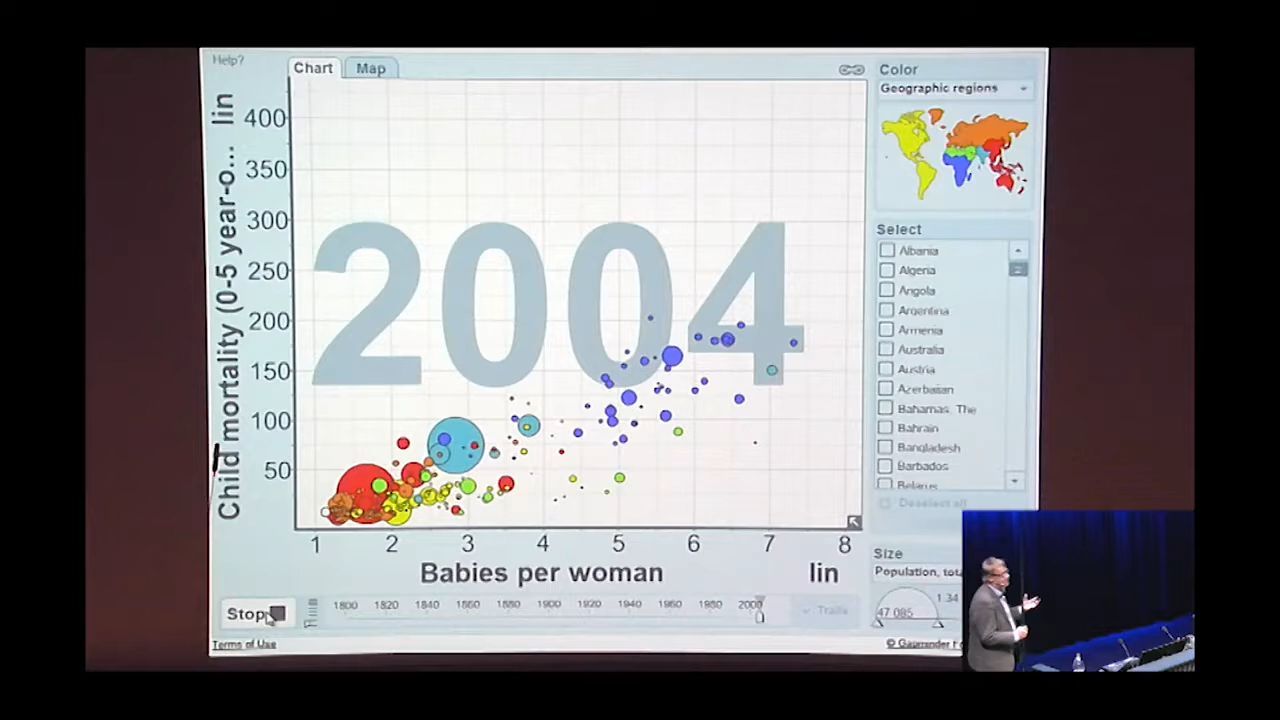 Help?
Chart
Map
Color
Geographic regions
Child mortality (0-5 year-o... lin
400
350
300
250
200
150
100
50
2004
Select
Albania
Algeria
Angola
Argentina
Armenia
Australia
Austria
Azerbaijan
Bahamas, The
Bahrain
Bangladesh
Barbados
Belarus
Deselect all
1 2 3 4 5 6 7 8
Babies per woman lin
Size
Population, tot
1 34
47 085
Stop
1800 1820 1840 1860 1880 1900 1920 1940 1960 1980 2000
Trails
Terms of Use
© Gapminder